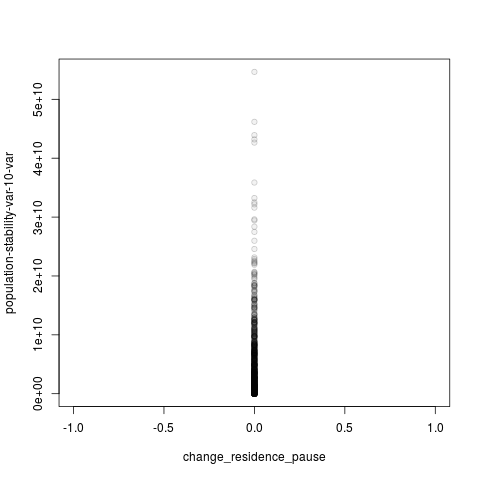 population-stability-var-10-var
5e+10
4e+10
3e+10
2e+10
1e+10
0e+00
-1.0 -0.5 0.0 0.5 1.0
change_residence_pause